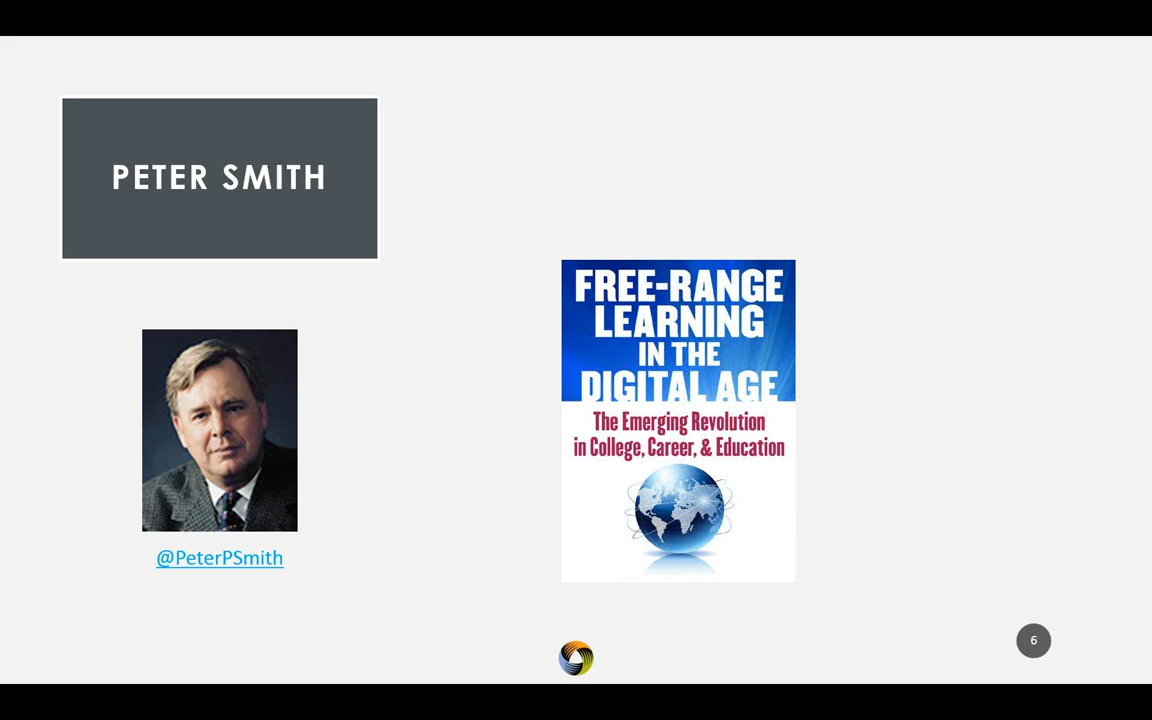 PETER SMITH
@PeterPSmith
FREE-RANGE
LEARNING
IN THE
DIGITAL AGE
The Emerging Revolution
in College, Career, & Education
6